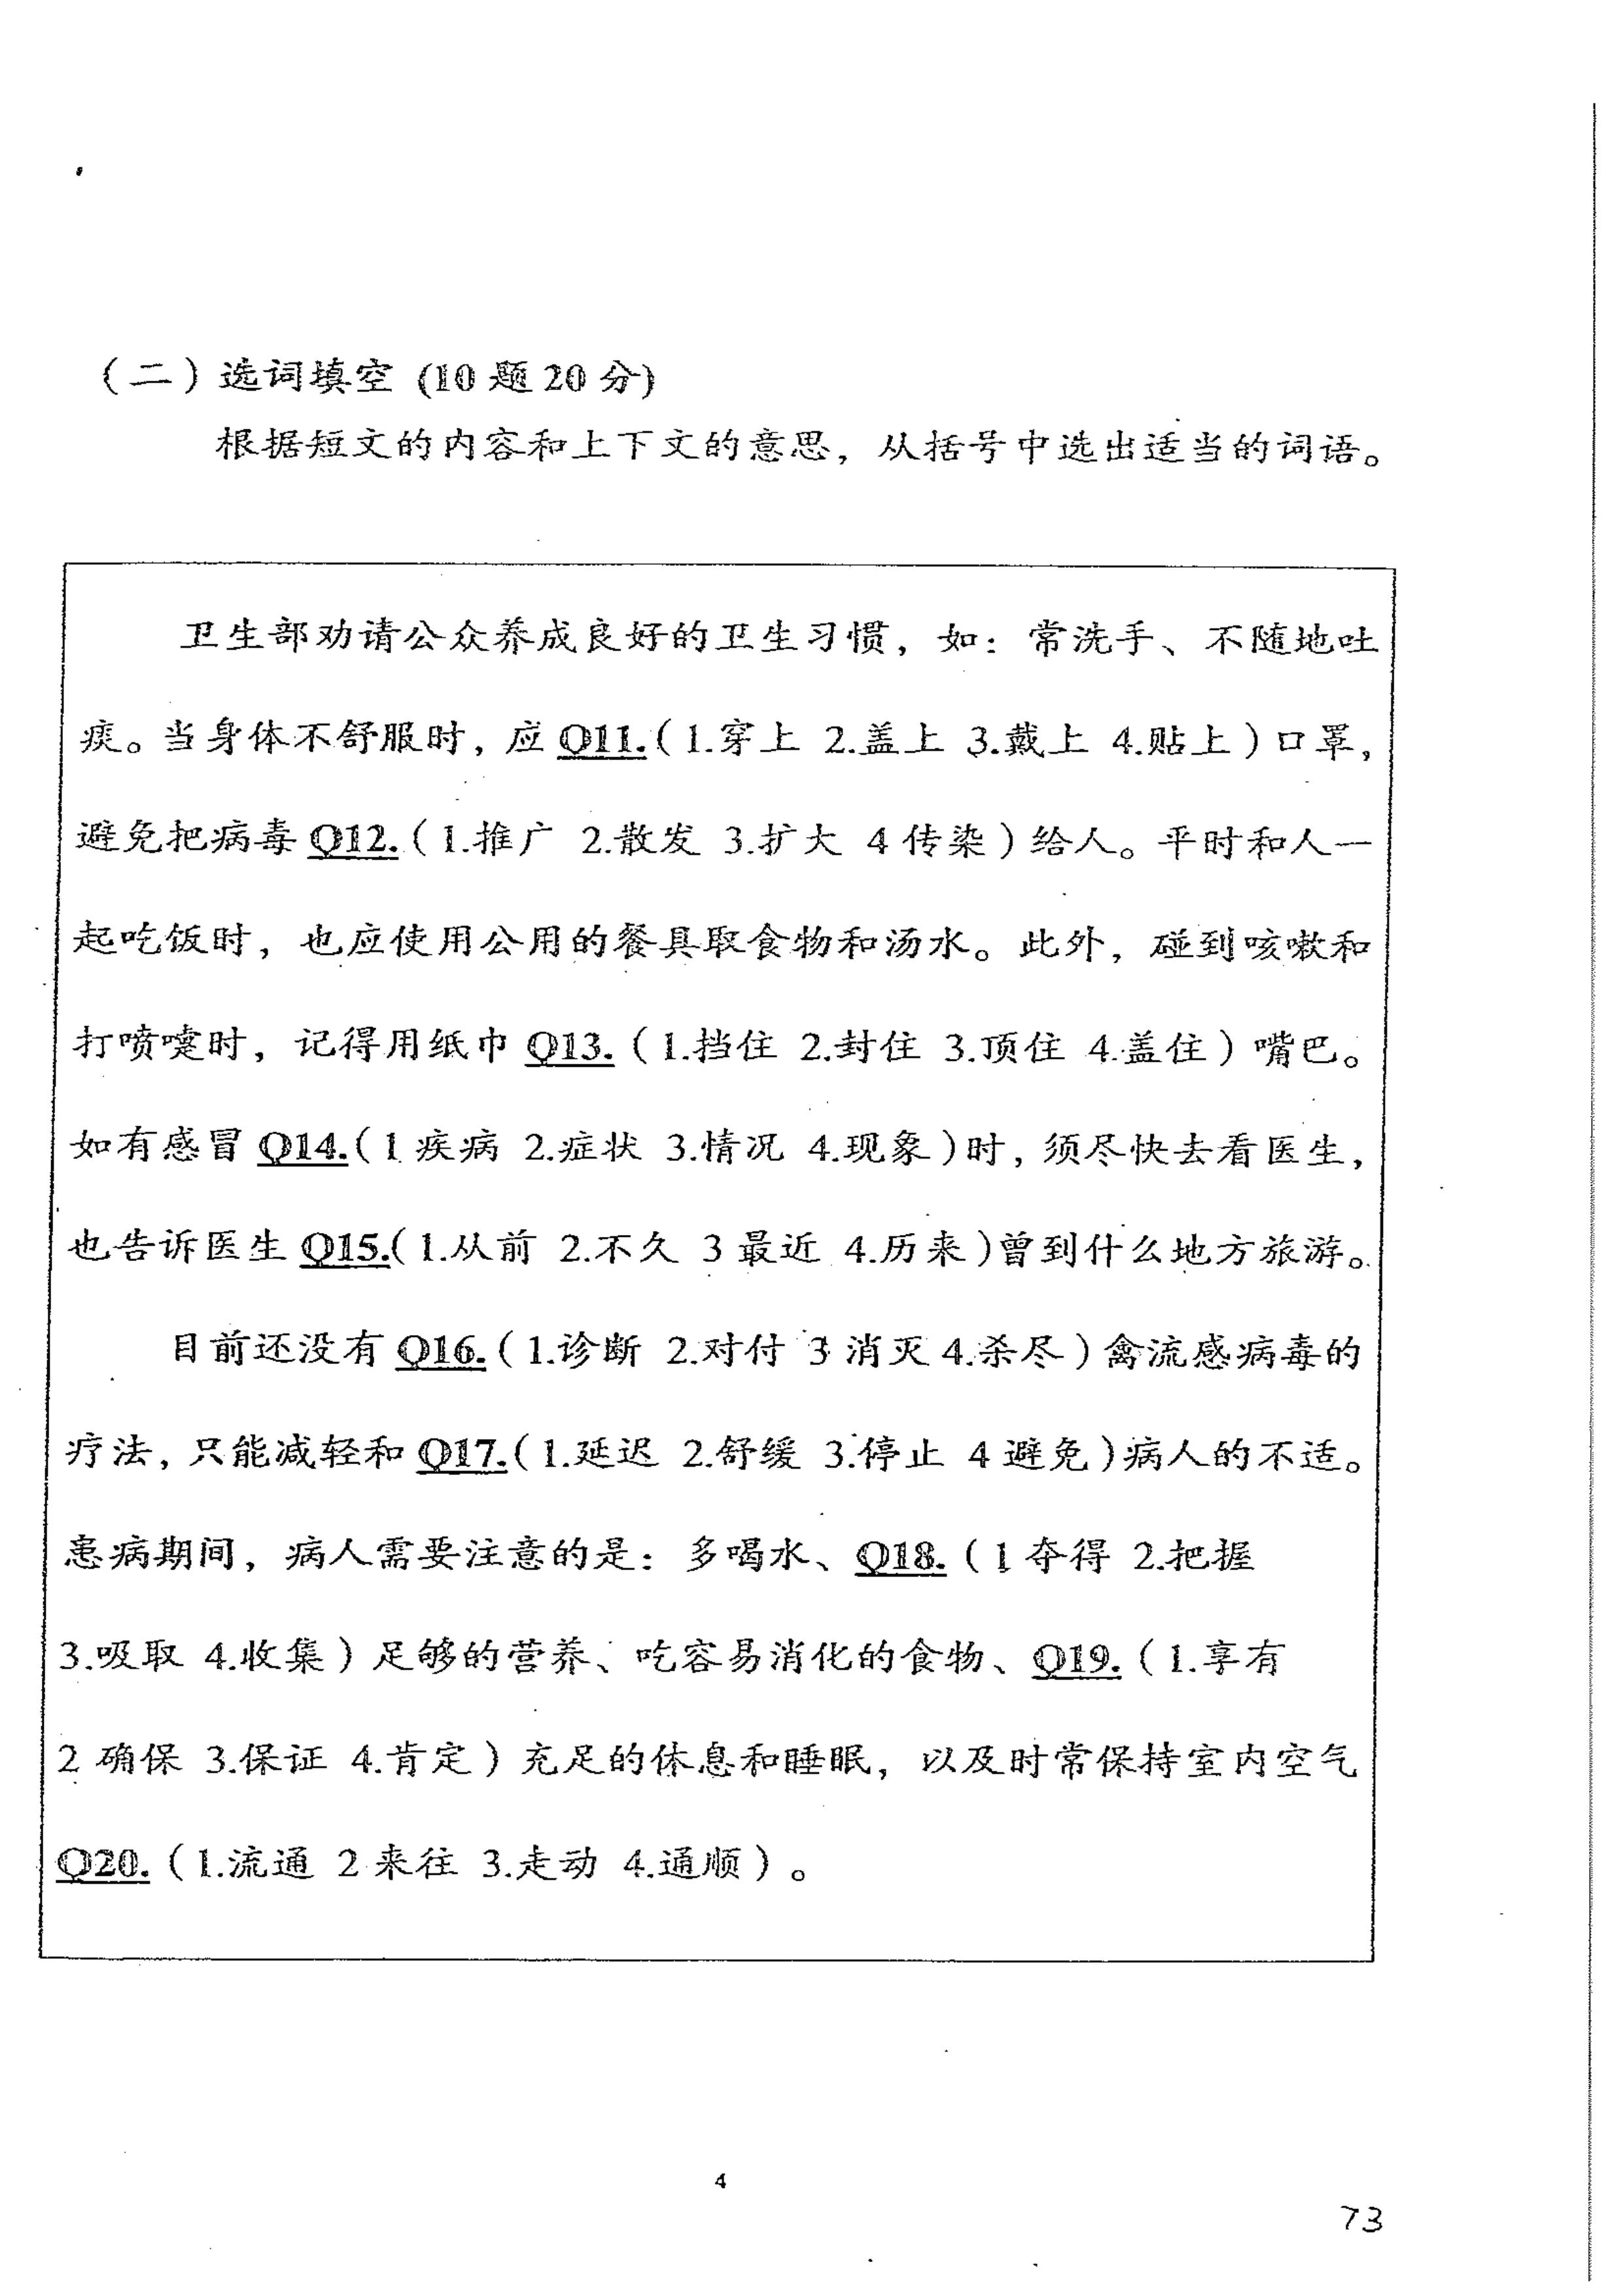 （二）选词填空 (10 题 20 分)
根据短文的内容和上下文的意思，从括号中选出适当的词语。
卫生部劝请公众养成良好的卫生习惯，如：常洗手、不随地吐
痰。当身体不舒服时，应 Q11.（1.穿上 2.盖上 3.戴上 4.贴上）口罩，
避免把病毒 Q12.（1.推广 2.散发 3.扩大 4 传染）给人。平时和人一
起吃饭时，也应使用公用的餐具取食物和汤水。此外，碰到咳嗽和
打喷嚏时，记得用纸巾 Q13.（1.挡住 2.封住 3.顶住 4.盖住）嘴巴。
如有感冒 Q14.（1 疾病 2.症状 3.情况 4.现象）时，须尽快去看医生，
也告诉医生 Q15.（1.从前 2.不久 3 最近 4.历来）曾到什么地方旅游。
目前还没有 Q16.（1.诊断 2.对付 3 消灭 4.杀尽）禽流感病毒的
疗法，只能减轻和 Q17.（1.延迟 2.舒缓 3.停止 4 避免）病人的不适。
患病期间，病人需要注意的是：多喝水、Q18.（1 夺得 2.把握
3.吸取 4.收集）足够的营养、吃容易消化的食物、Q19.（1.享有
2 确保 3.保证 4.肯定）充足的休息和睡眠，以及时常保持室内空气
Q20.（1.流通 2 来往 3.走动 4.通顺）。
4
73